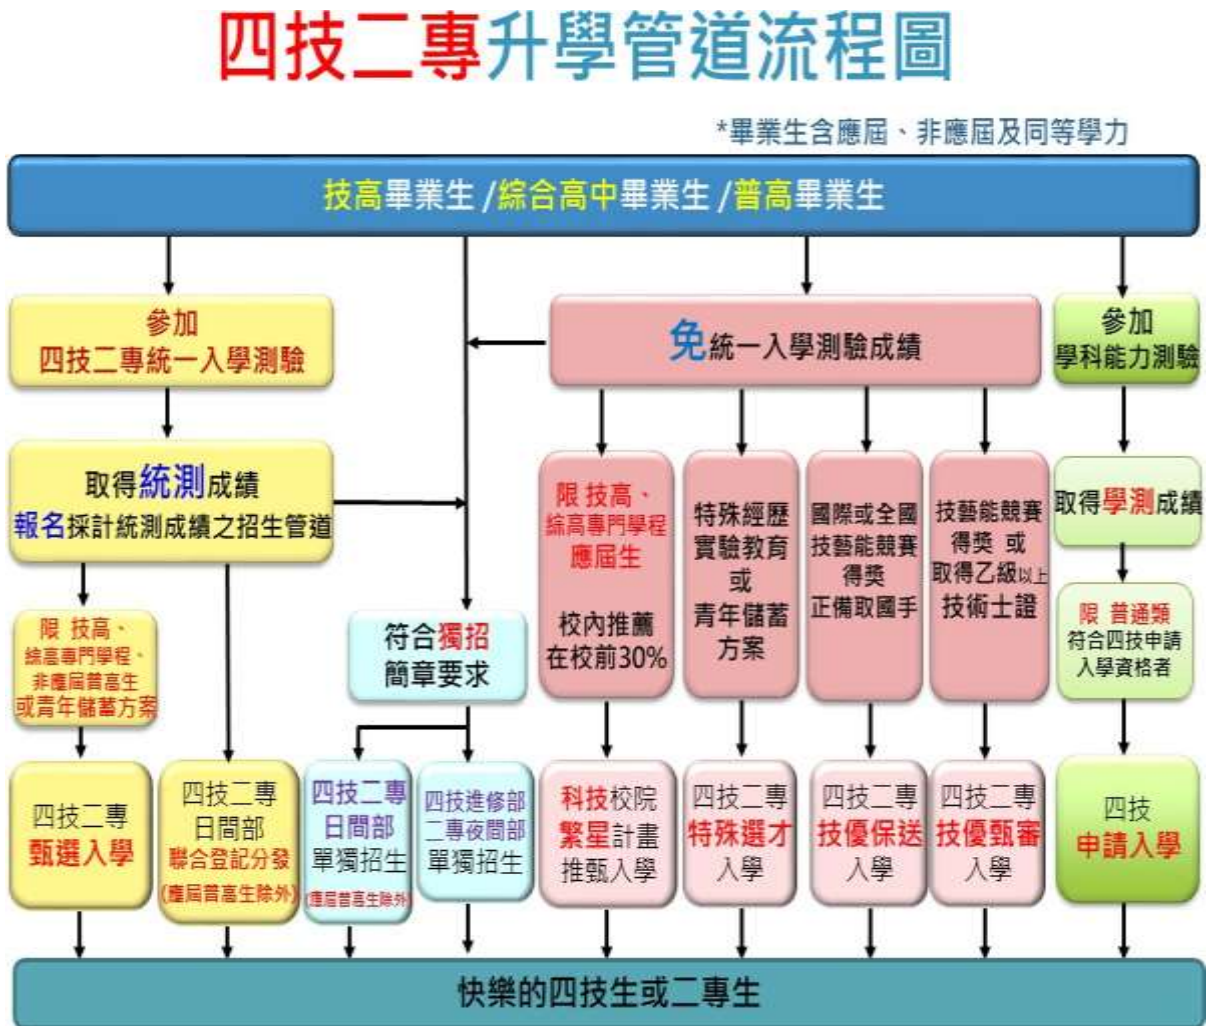 四技二專升學管道流程圖
*畢業生含應屆、非應屆及同等學力
技高畢業生 /綜合高中畢業生 /普高畢業生
參加
四技二專統一入學測驗
免統一入學測驗成績
參加
學科能力測驗
取得統測成績
報名採計統測成績之招生管道
限 技高、
綜高專門學程
應屆生
校內推薦
在校前30%
特殊經歷
實驗教育
或
青年儲蓄
方案
國際或全國
技藝能競賽
得獎
正備取國手
技藝能競賽
得獎 或
取得乙級以上
技術士證
取得學測成績
限 技高、
綜高專門學程、
非應屆普高生
或青年儲蓄方案
符合獨招
簡章要求
限 普通類
符合四技申請
入學資格者
四技二專
甄選入學
四技二專
日間部
聯合登記分發
(應屆普高生除外)
四技二專
日間部
單獨招生
(應屆普高生除外)
四技進修部
二專夜間部
單獨招生
科技校院
繁星計畫
推甄入學
四技二專
特殊選才
入學
四技二專
技優保送
入學
四技二專
技優甄審
入學
四技
申請入學
快樂的四技生或二專生